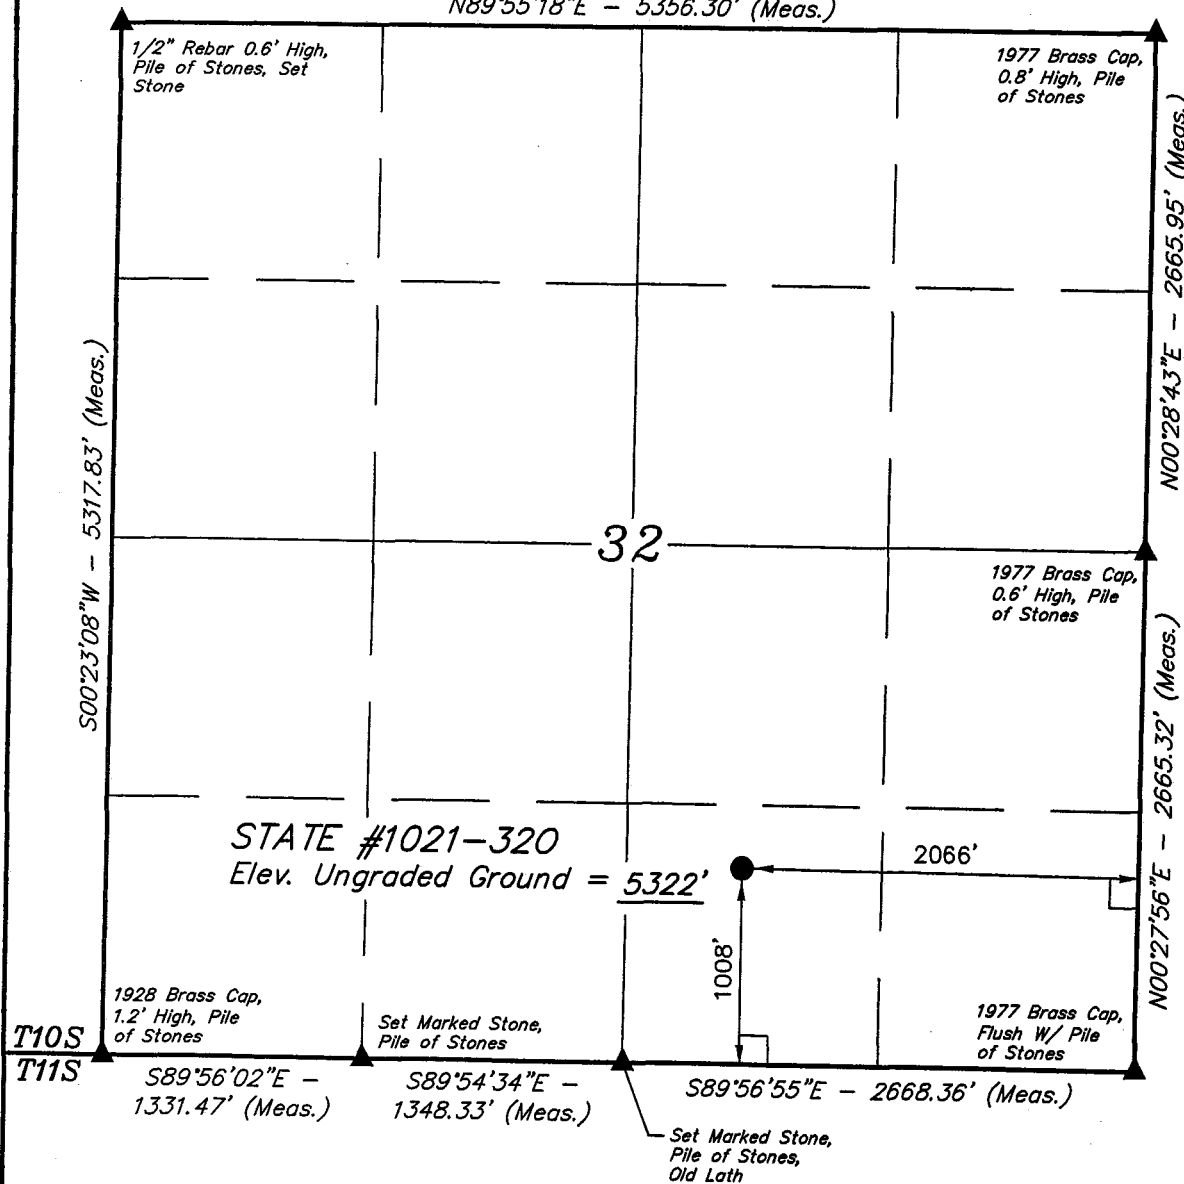 N89°55'18"E - 5356.30' (Meas.)
1/2" Rebar 0.6' High,
Pile of Stones, Set
Stone
1977 Brass Cap,
0.8' High, Pile
of Stones
N00°28'43"E - 2665.95' (Meas.)
S00°23'08"W - 5317.83' (Meas.)
32
1977 Brass Cap,
0.6' High, Pile
of Stones
N00°27'56"E - 2665.32' (Meas.)
STATE #1021-320
Elev. Ungraded Ground = 5322'
2066'
1008'
1928 Brass Cap,
1.2' High, Pile
of Stones
Set Marked Stone,
Pile of Stones
1977 Brass Cap,
Flush W/ Pile
of Stones
T10S
T11S
S89°56'02"E -
1331.47' (Meas.)
S89°54'34"E -
1348.33' (Meas.)
S89°56'55"E - 2668.36' (Meas.)
Set Marked Stone,
Pile of Stones,
Old Lath